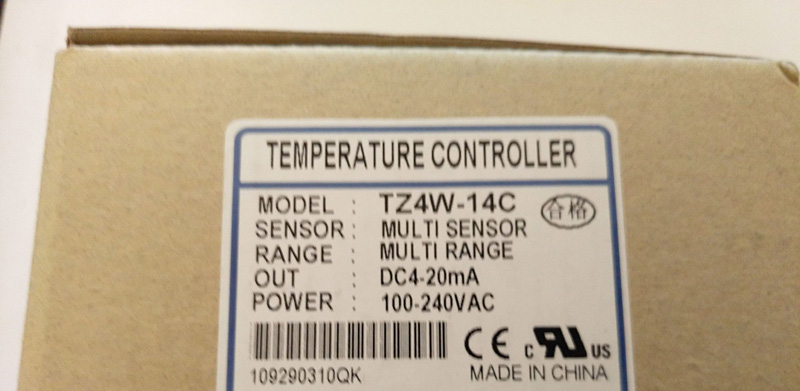 TEMPERATURE CONTROLLER
MODEL : TZ4W-14C 合格
SENSOR : MULTI SENSOR
RANGE : MULTI RANGE
OUT : DC4-20mA
POWER : 100-240VAC
CE c RU US
109290310QK MADE IN CHINA